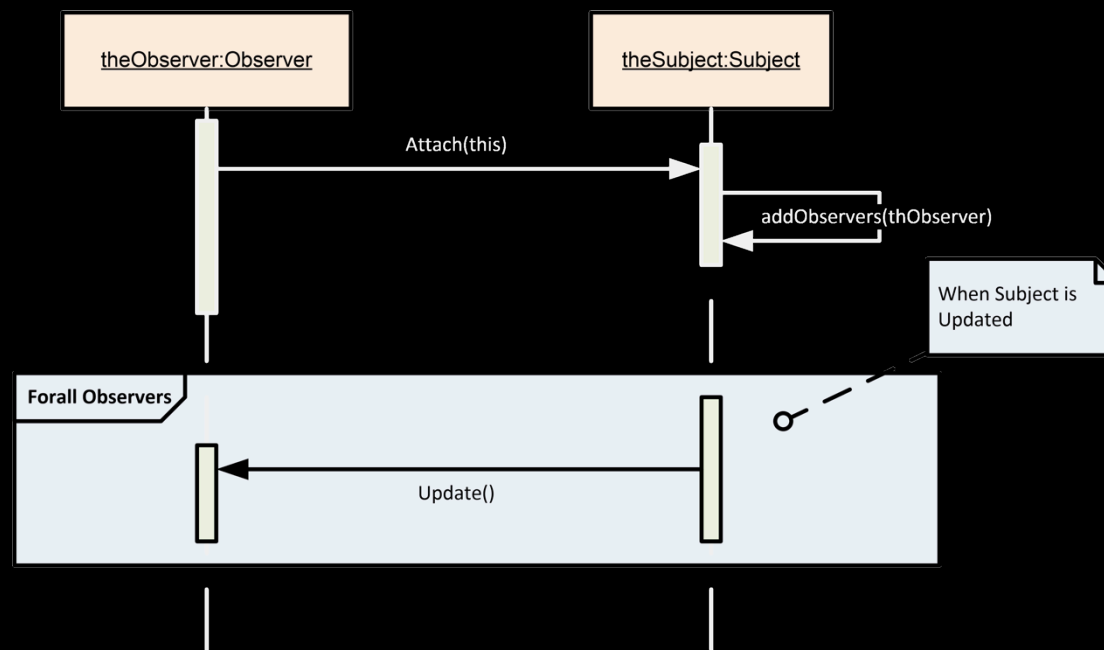 theObserver:Observer
theSubject:Subject
Attach(this)
addObservers(thObserver)
When Subject is
Updated
Forall Observers
Update()